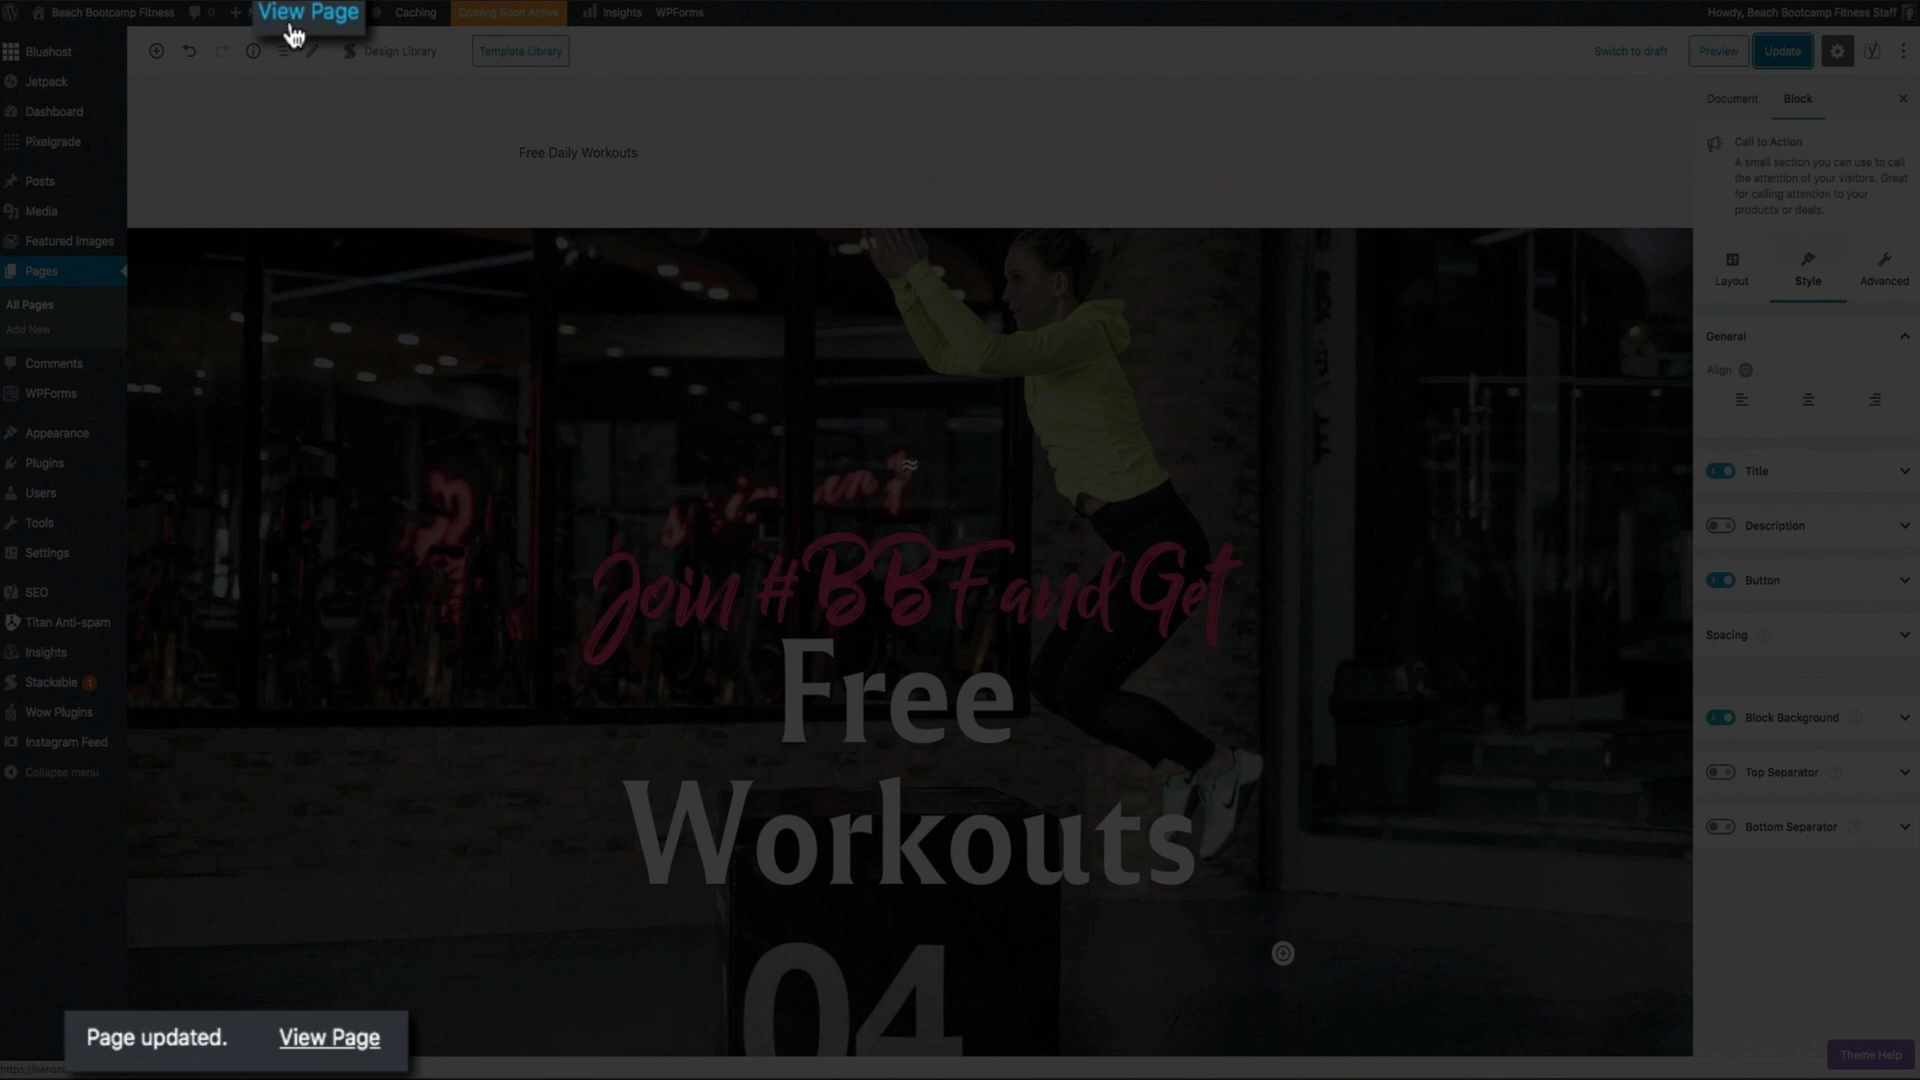 Beach Bootcamp Fitness
0
View Page
Caching
Coming Soon Active
Insights
WPForms
Howdy, Beach Bootcamp Fitness Staff
Bluehost
Jetpack
Dashboard
Pixelgrade
Posts
Media
Featured Images
Pages
All Pages
Add New
Comments
WPForms
Appearance
Plugins
Users
Tools
Settings
SEO
Titan Anti-spam
Insights
Stackable 1
Wow Plugins
Instagram Feed
Collapse menu
Design Library
Template Library
Switch to draft
Preview
Update
Free Daily Workouts
Join #BBF and Get
Free
Workouts
04
Document
Block
Call to Action
A small section you can use to call
the attention of your visitors. Great
for calling attention to your
products or deals.
Layout
Style
Advanced
General
Align
Title
Description
Button
Spacing
Block Background
Top Separator
Bottom Separator
Theme Help
Page updated.
View Page